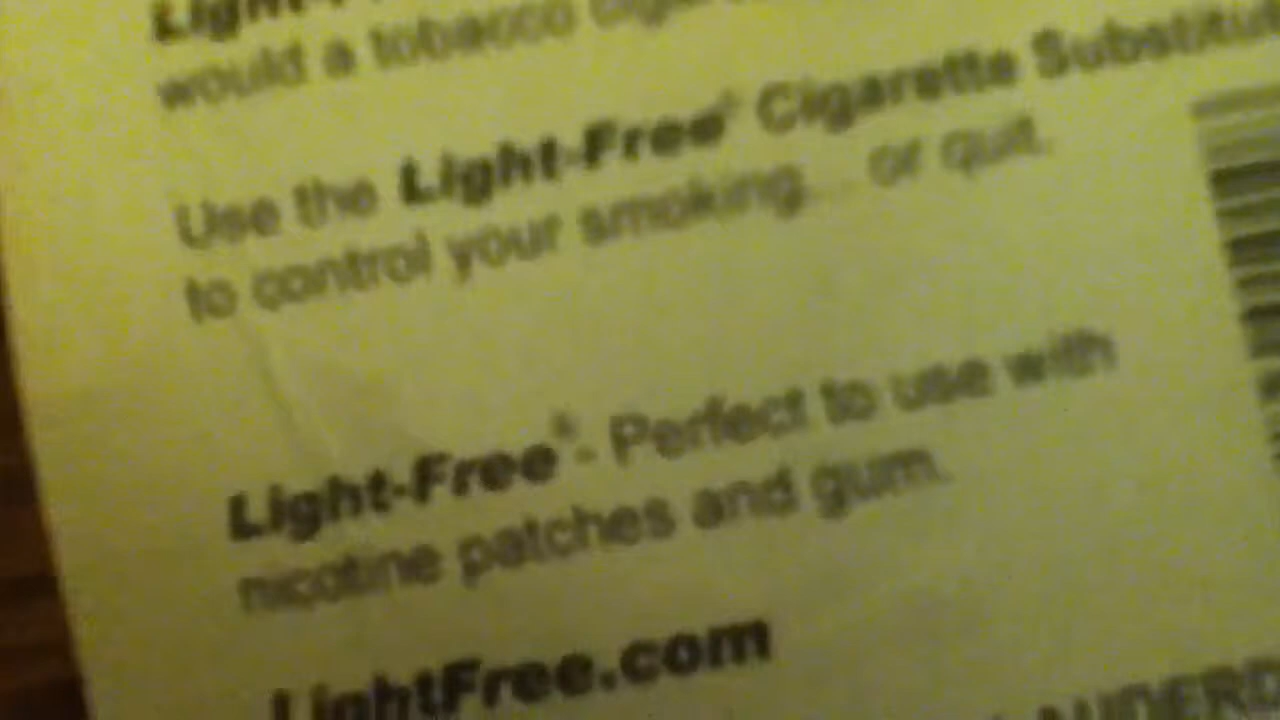 would a tobacco
Use the Light-Free® Cigarette
to control your smoking... or quit.
Light-Free® - Perfect to use with
nicotine patches and gum.
LightFree.com